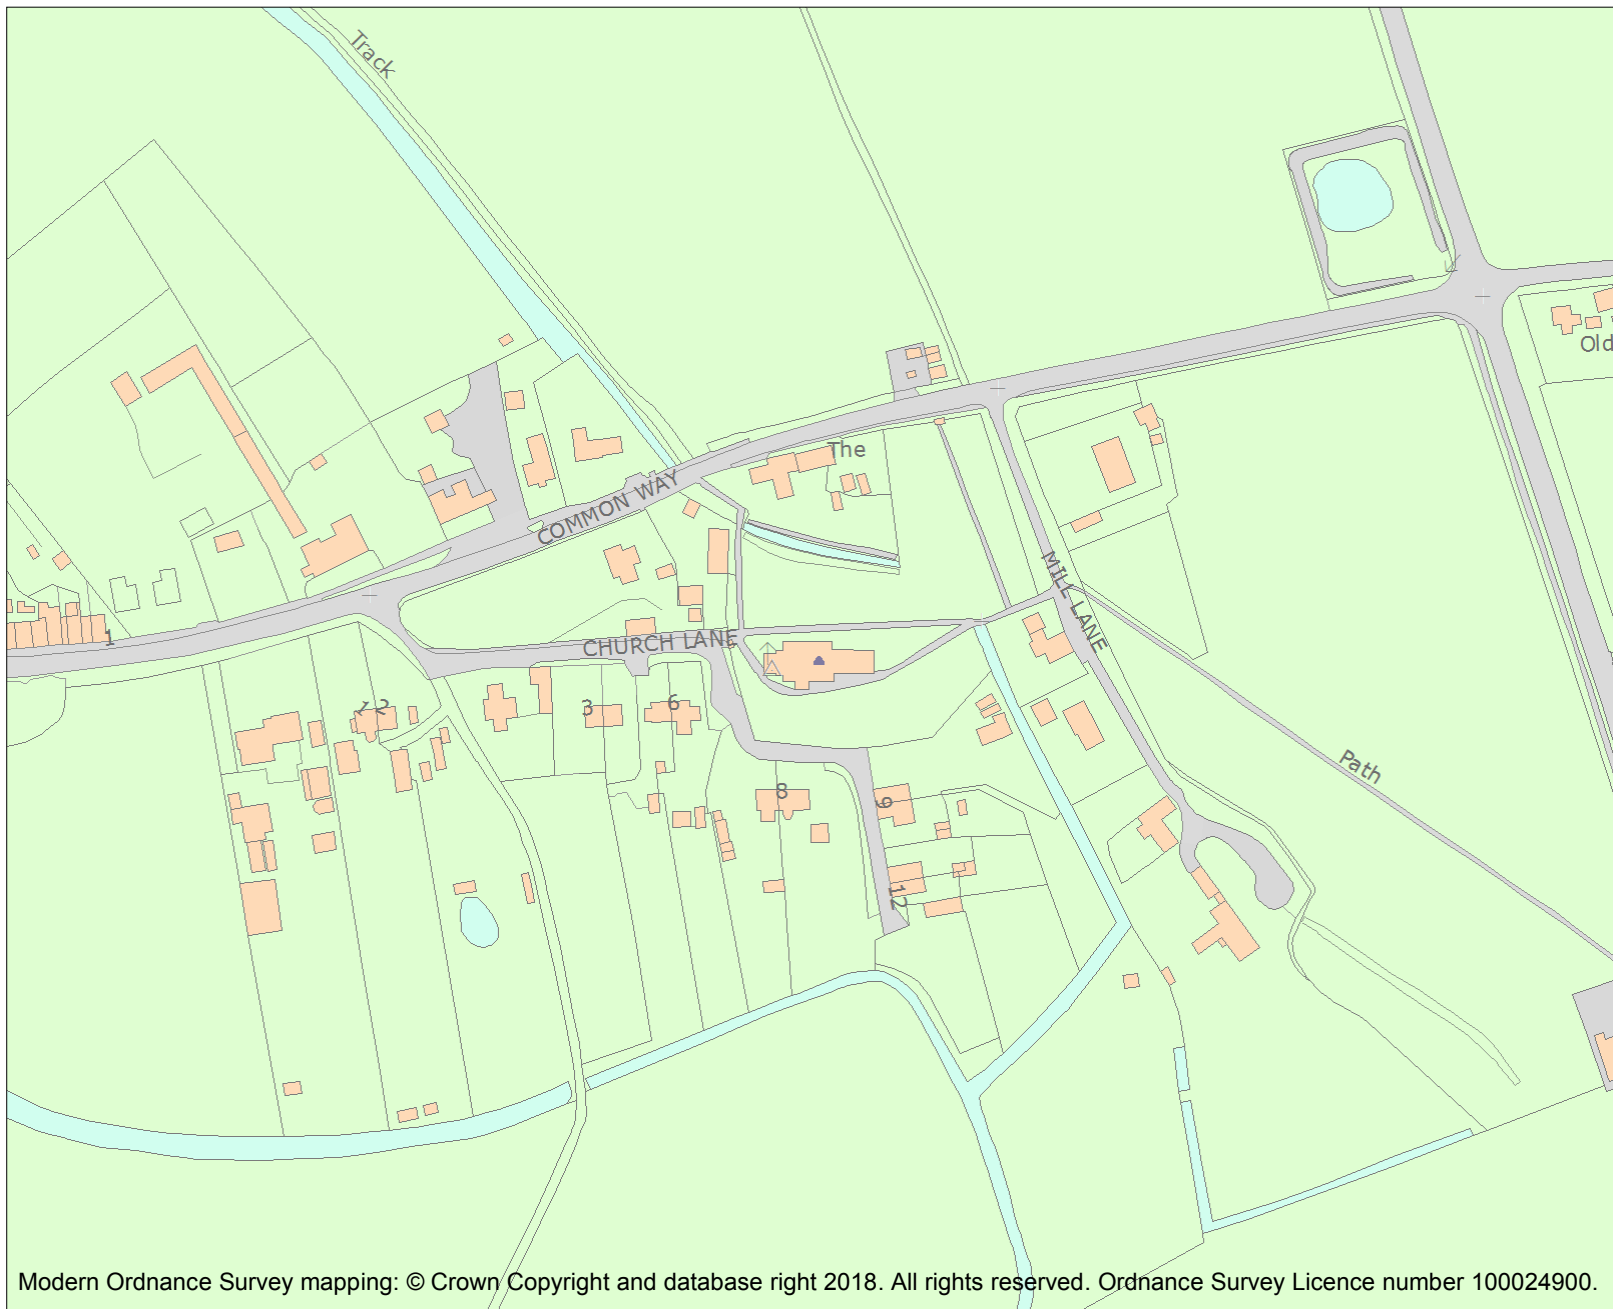 Track
Old
The
COMMON WAY
MILL LANE
1
CHURCH LANE
1
2
3
6
Path
8
9
12
Modern Ordnance Survey mapping: © Crown Copyright and database right 2018. All rights reserved. Ordnance Survey Licence number 100024900.